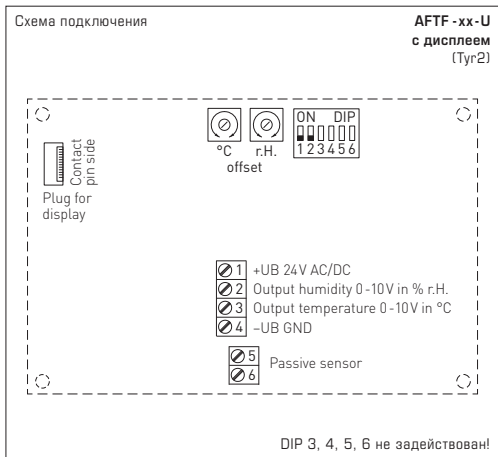 Схема подключения
AFTF - xx - U
с дисплеем
(Tyr2)
ON DIP
1 2 3 4 5 6
°C r.H.
offset
Contact
pin side
Plug for
display
1 +UB 24V AC/DC
2 Output humidity 0 -10V in % r.H.
3 Output temperature 0 -10V in °C
4 –UB GND
5
6
Passive sensor
DIP 3, 4, 5, 6 не задействован!